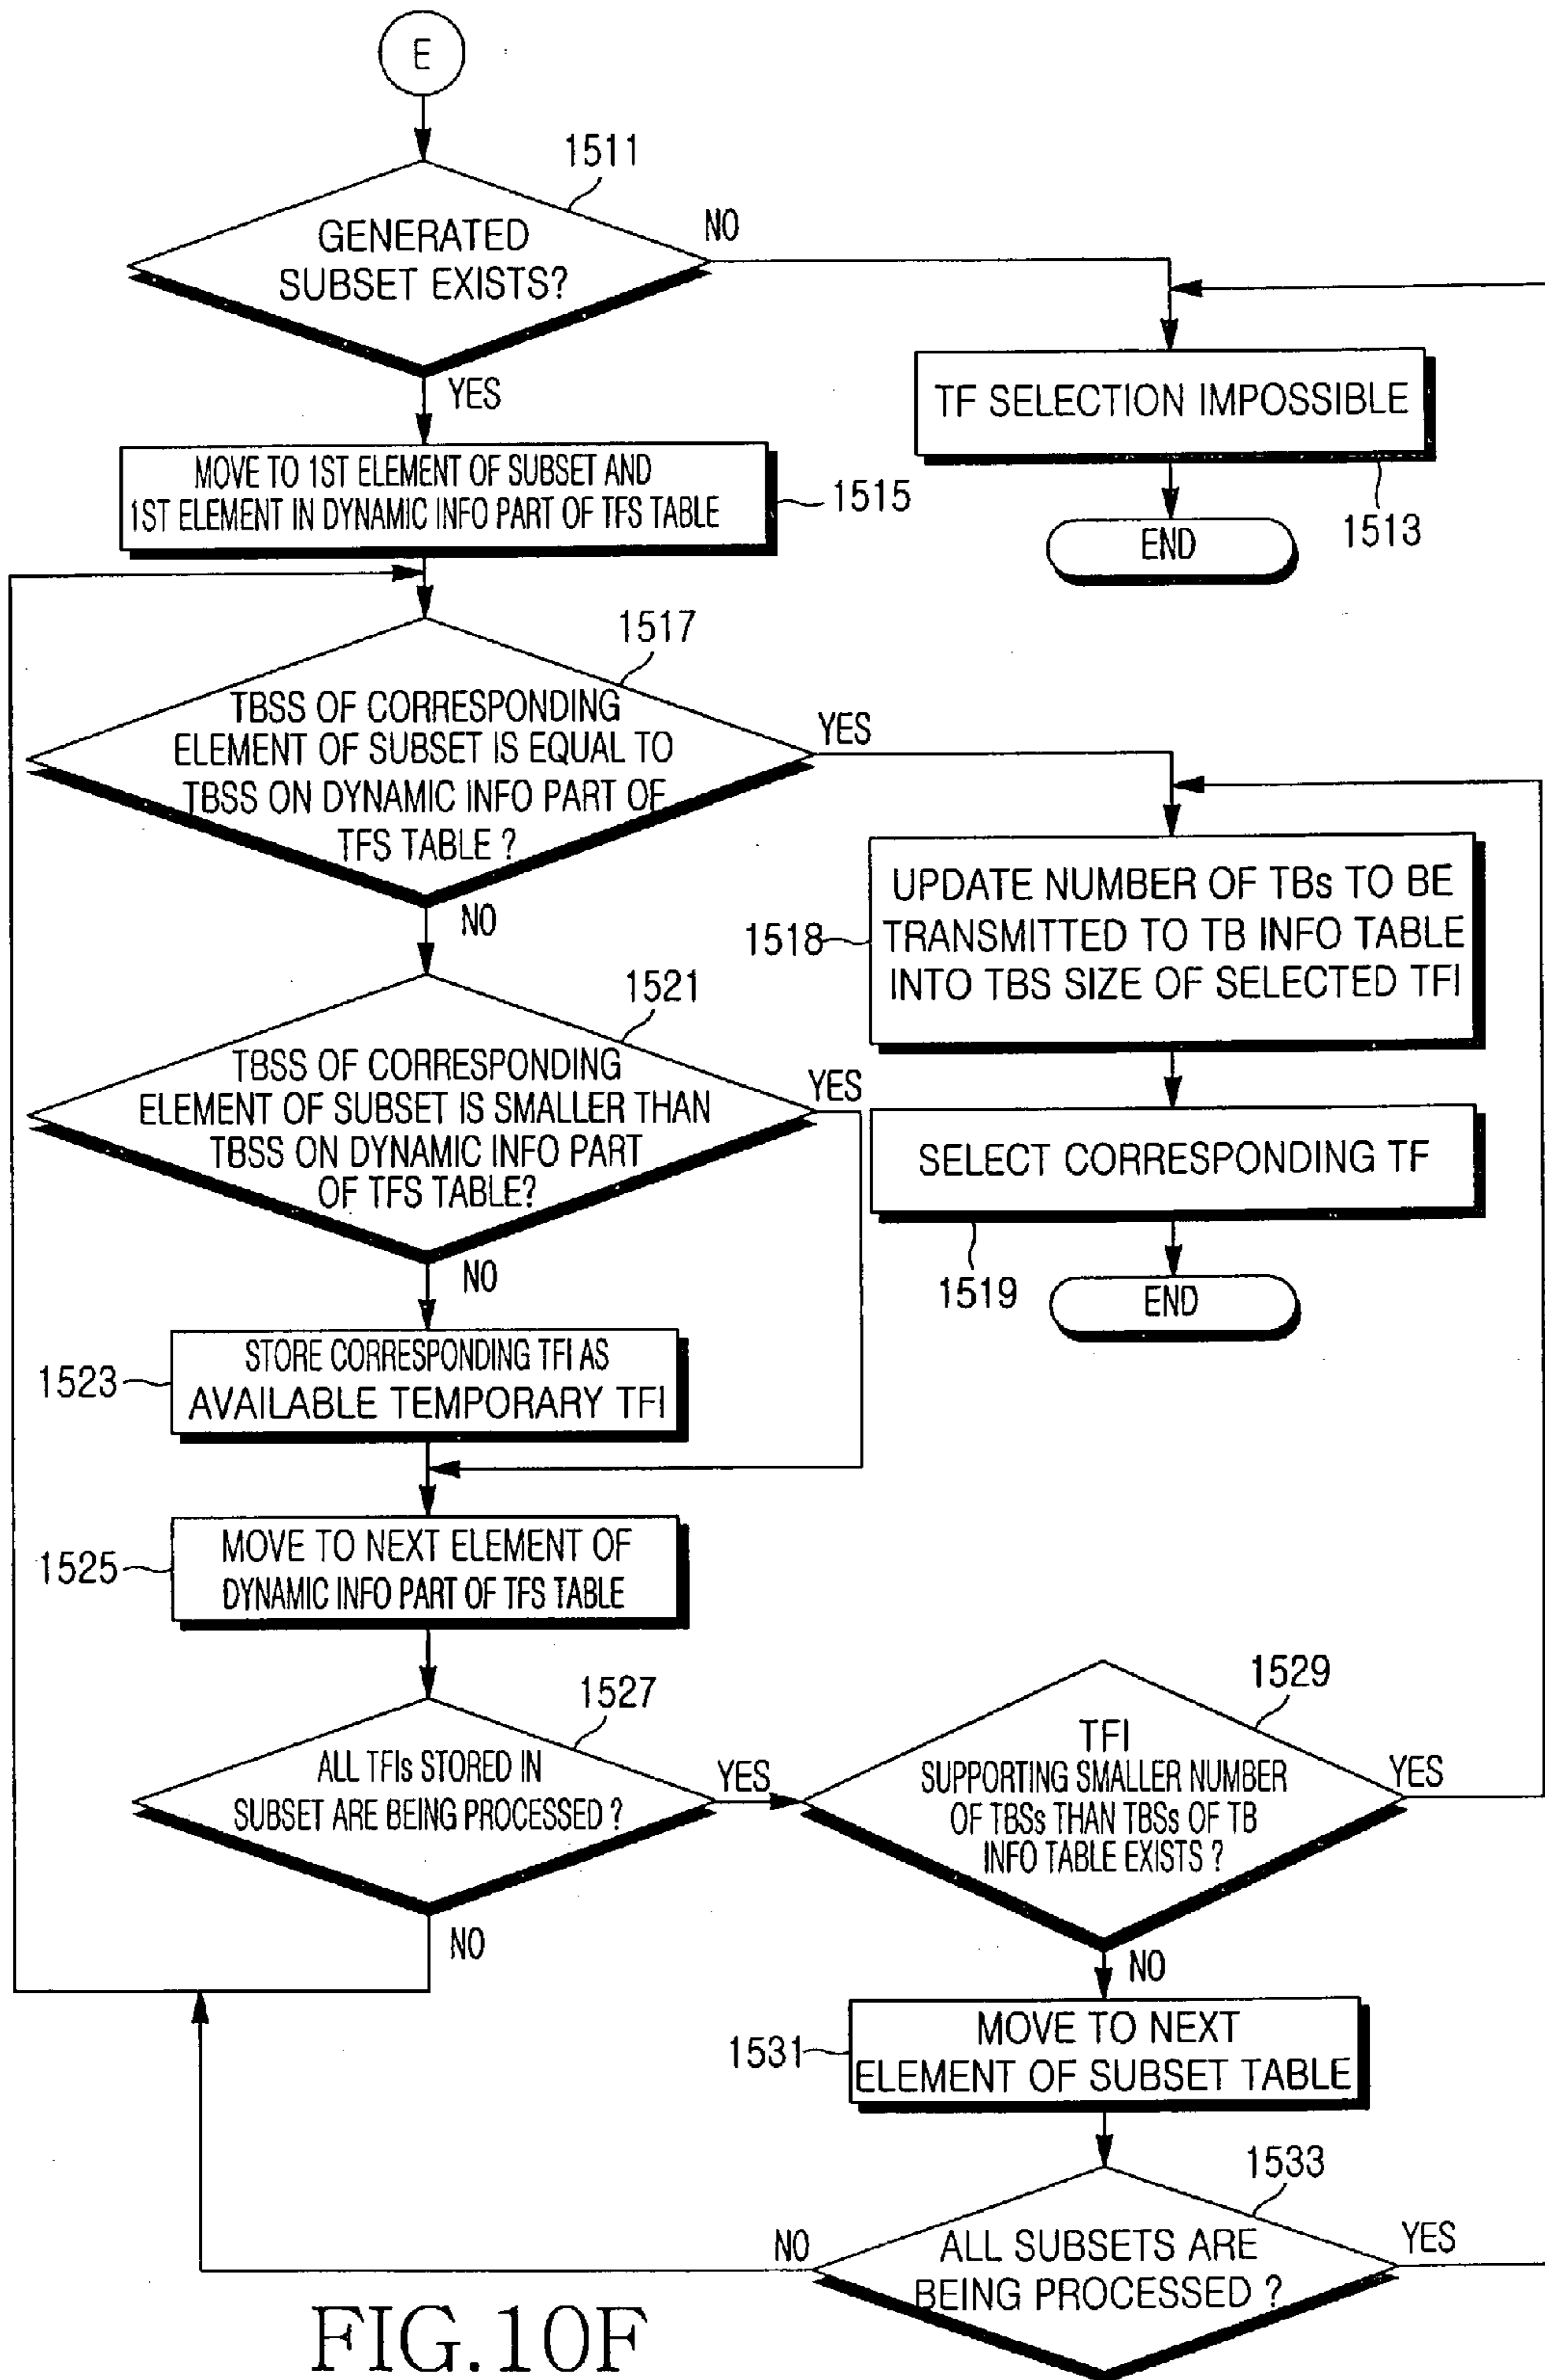 E
1511
GENERATED
SUBSET EXISTS?
NO
YES
TF SELECTION IMPOSSIBLE
1513
END
MOVE TO 1ST ELEMENT OF SUBSET AND
1ST ELEMENT IN DYNAMIC INFO PART OF TFS TABLE
1515
1517
TBSS OF CORRESPONDING
ELEMENT OF SUBSET IS EQUAL TO
TBSS ON DYNAMIC INFO PART OF
TFS TABLE ?
YES
NO
1518
UPDATE NUMBER OF TBs TO BE
TRANSMITTED TO TB INFO TABLE
INTO TBS SIZE OF SELECTED TFI
1521
TBSS OF CORRESPONDING
ELEMENT OF SUBSET IS SMALLER THAN
TBSS ON DYNAMIC INFO PART
OF TFS TABLE?
YES
NO
SELECT CORRESPONDING TF
1519
END
1523
STORE CORRESPONDING TFI AS
AVAILABLE TEMPORARY TFI
1525
MOVE TO NEXT ELEMENT OF
DYNAMIC INFO PART OF TFS TABLE
1527
ALL TFIs STORED IN
SUBSET ARE BEING PROCESSED ?
YES
NO
1529
TFI
SUPPORTING SMALLER NUMBER
OF TBSs THAN TBSs OF TB
INFO TABLE EXISTS ?
YES
NO
1531
MOVE TO NEXT
ELEMENT OF SUBSET TABLE
1533
ALL SUBSETS ARE
BEING PROCESSED ?
NO
YES
FIG.10F